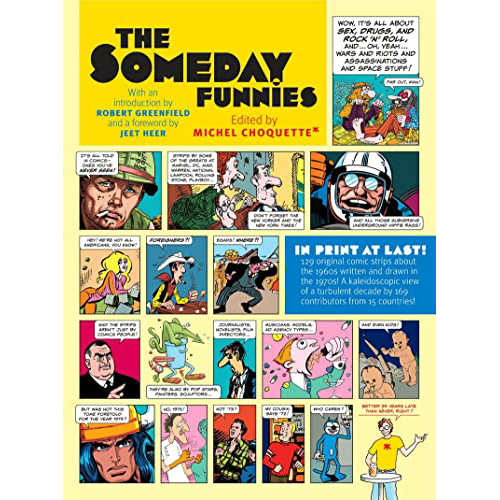 THE
SOMEDAY
FUNNIES
With an
introduction by
ROBERT GREENFIELD
and a foreword by
JEET HEER
Edited by
MICHEL CHOQUETTE*
WOW, IT'S ALL ABOUT
SEX, DRUGS, AND
ROCK 'N' ROLL,
AND... OH, YEAH...
WARS AND RIOTS AND
ASSASSINATIONS
AND SPACE STUFF!
FAR OUT, MAN!
IT'S ALL TOLD
IN COMICS—
ONES YOU'VE
NEVER SEEN!
STRIPS BY SOME
OF THE GREATS AT
MARVEL, DC, MAD,
WARREN, NATIONAL
LAMPOON, ROLLING
STONE, PLAYBOY...
DON'T FORGET THE
NEW YORKER AND THE
NEW YORK TIMES!
AND ALL THOSE SUBVERSIVE
UNDERGROUND HIPPIE RAGS!
HEY! WE'RE NOT ALL
AMERICANS, YOU KNOW!
FOREIGNERS?!
EGADS! WHERE?!
IN PRINT AT LAST!
129 original comic strips about
the 1960s written and drawn in
the 1970s! A kaleidoscopic view
of a turbulent decade by 169
contributors from 15 countries!
AND THE STRIPS
AREN'T JUST BY
COMICS PEOPLE!
THEY'RE ALSO BY POP STARS,
PAINTERS, SCULPTORS...
JOURNALISTS,
NOVELISTS, FILM
DIRECTORS...
MUSICIANS, MODELS,
AD AGENCY TYPES...
AND EVEN KIDS!
BUT WAS NOT THIS
TOME FORETOLD
FOR THE YEAR 1975?
NO, 1975!
NOT '73?
MY COUSIN
SAYS '72!
WHO CARES?
BETTER 35 YEARS LATE
THAN NEVER, RIGHT?